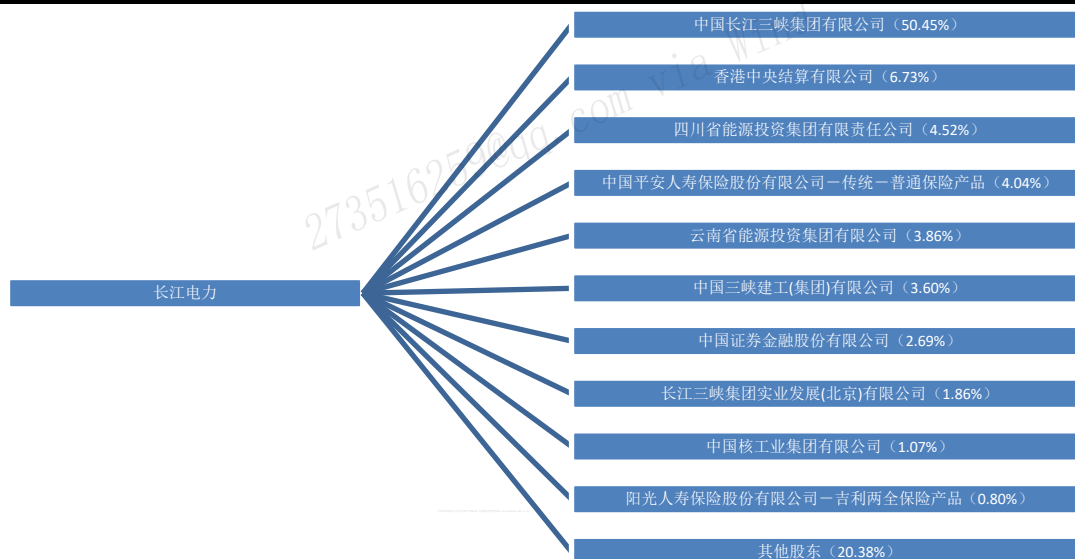 中国长江三峡集团有限公司（50.45%）
香港中央结算有限公司（6.73%）
四川省能源投资集团有限责任公司（4.52%）
中国平安人寿保险股份有限公司－传统－普通保险产品（4.04%）
云南省能源投资集团有限公司（3.86%）
长江电力
中国三峡建工(集团)有限公司（3.60%）
中国证券金融股份有限公司（2.69%）
长江三峡集团实业发展(北京)有限公司（1.86%）
中国核工业集团有限公司（1.07%）
阳光人寿保险股份有限公司－吉利两全保险产品（0.80%）
其他股东（20.38%）